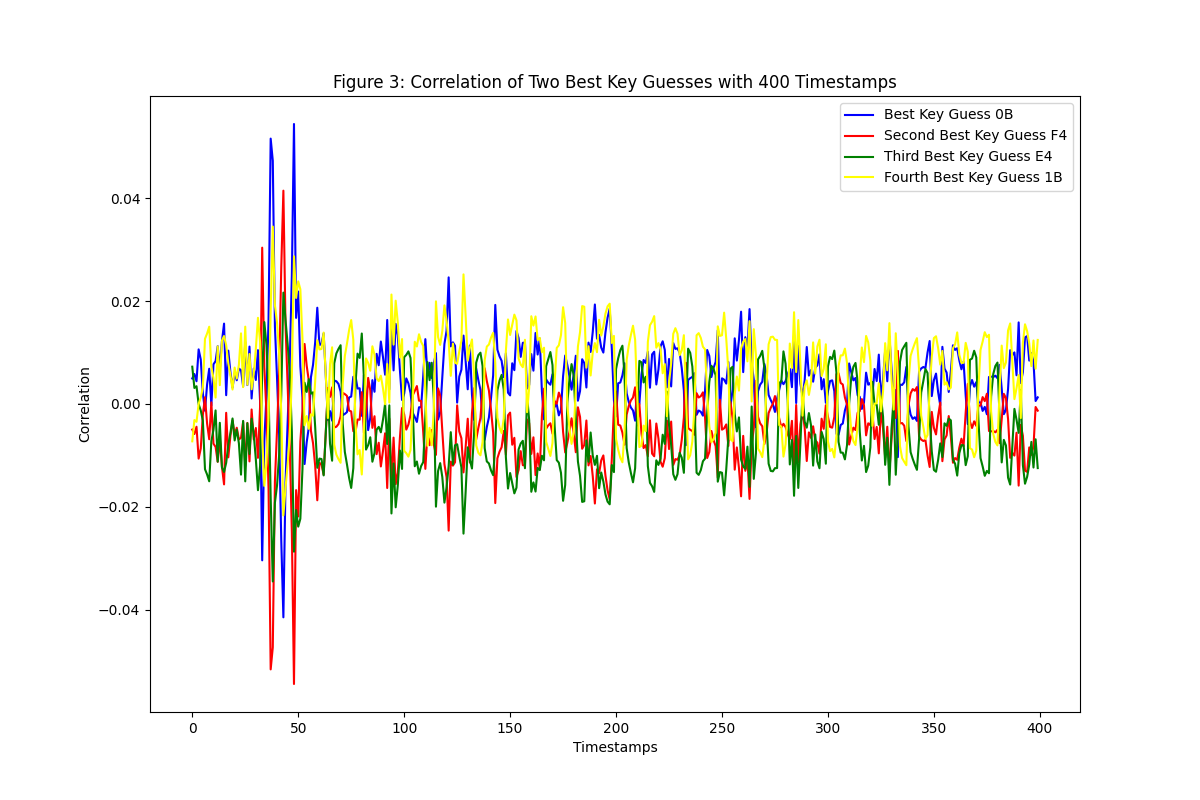 Figure 3: Correlation of Two Best Key Guesses with 400 Timestamps
Best Key Guess 0B
Second Best Key Guess F4
Third Best Key Guess E4
Fourth Best Key Guess 1B
0.04
0.02
0.00
−0.02
−0.04
Correlation
0 50 100 150 200 250 300 350 400
Timestamps